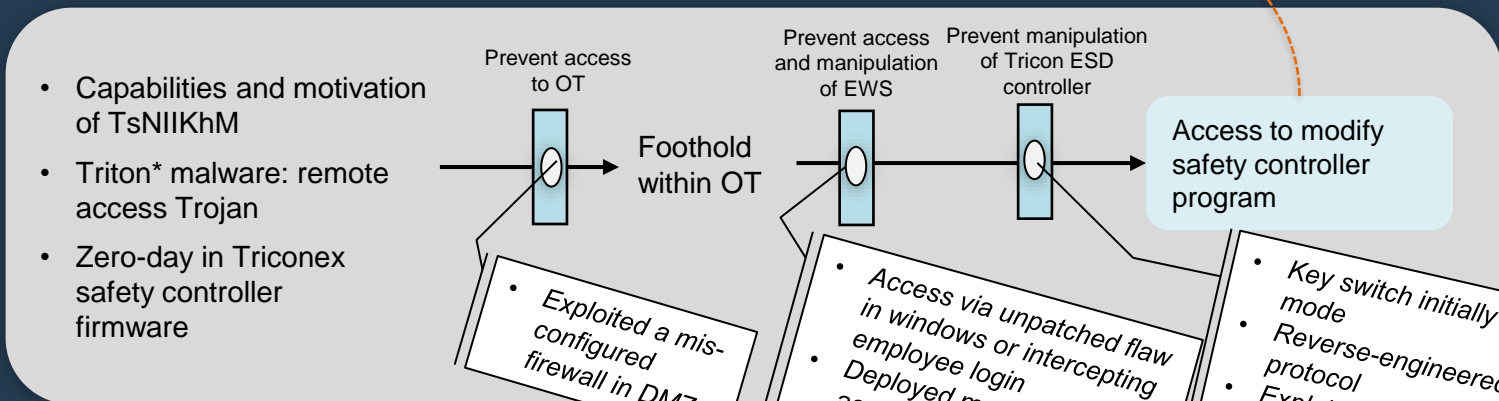 • Capabilities and motivation
of TsNIIKhM
• Triton* malware: remote
access Trojan
• Zero-day in Triconex
safety controller
firmware
Prevent access
to OT
Foothold
within OT
Prevent access
and manipulation
of EWS
Prevent manipulation
of Tricon ESD
controller
Access to modify
safety controller
program
• Exploited a mis-
configured
firewall in DMZ
• Access via unpatched flaw
in windows or intercepting
employee login
• Deployed
• Key switch initially
mode
• Reverse-engineered
protocol